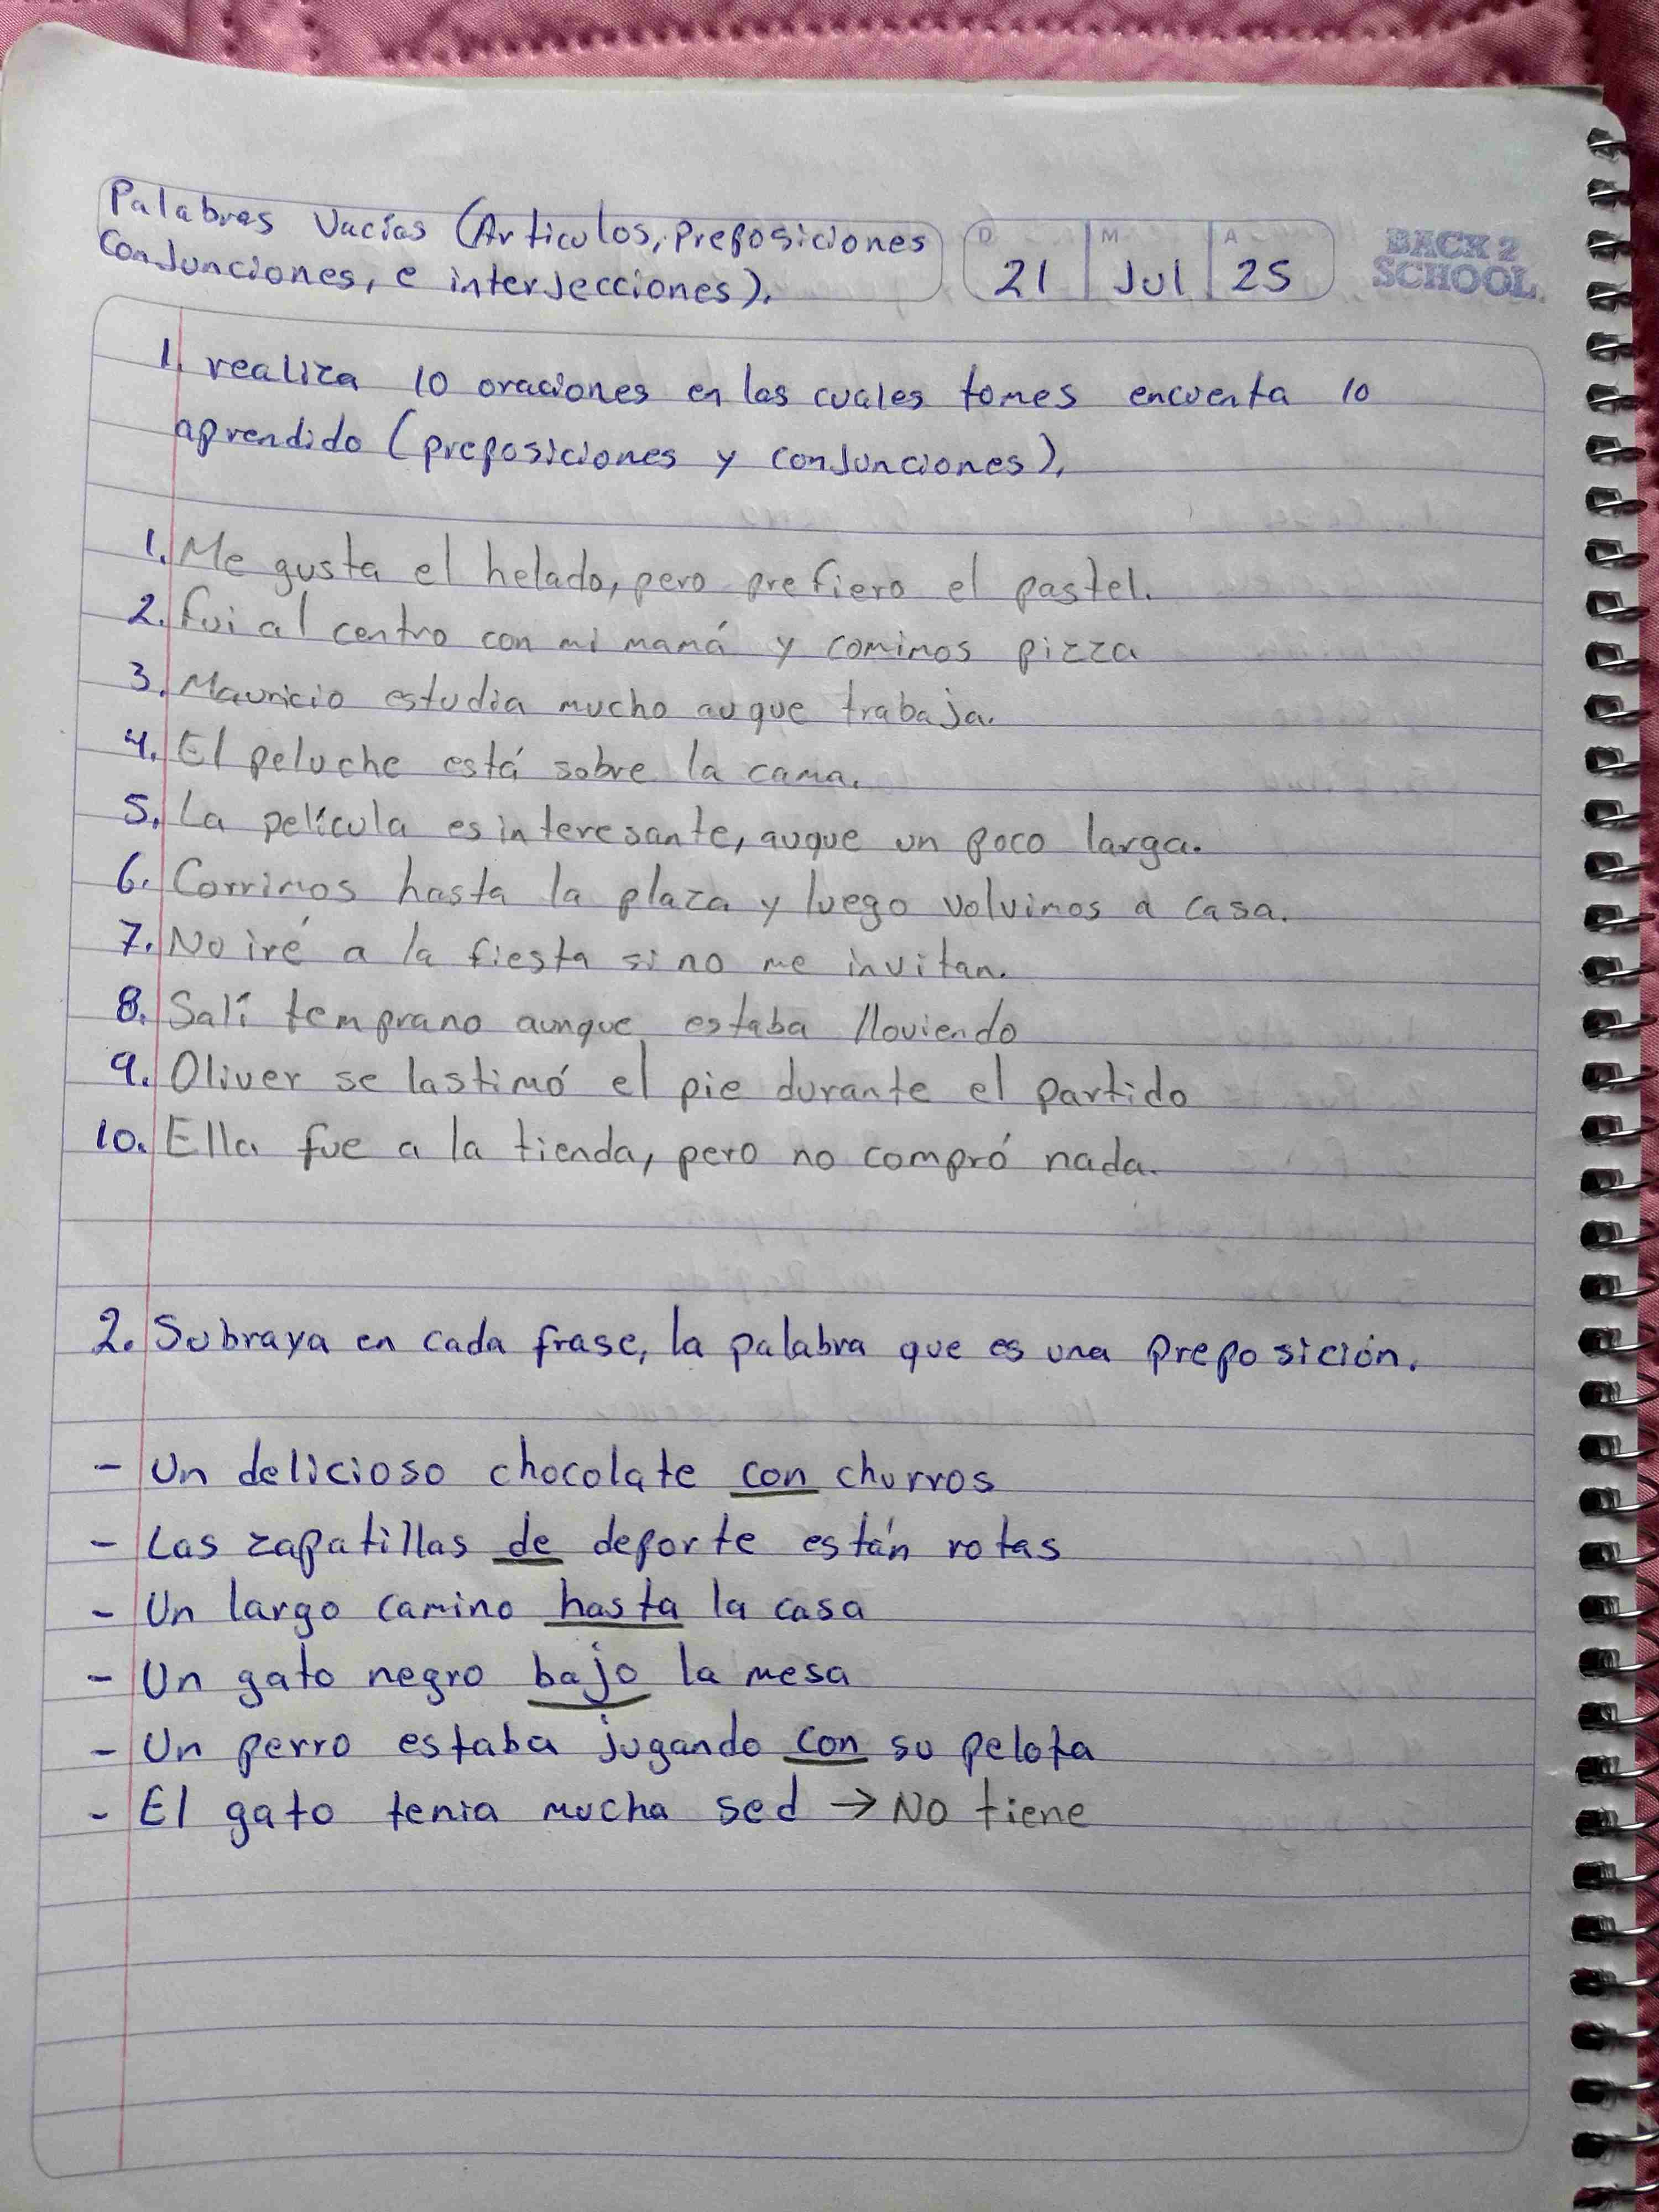 Palabras Vacías (Articulos, Preposiciones
Conjunciones, e interjecciones).
D M A
21 Jul 25
BACK 2
SCHOOL
1. realiza 10 oraciones en las cuales tomes encuenta lo
aprendido (preposiciones y conjunciones).
1. Me gusta el helado, pero prefiero el pastel.
2. Fui al centro con mi mamá y comimos pizza
3. Mauricio estudia mucho auque trabaja.
4. El peluche está sobre la cama.
5. La película es interesante, auque un poco larga.
6. Corrimos hasta la plaza y luego volvimos a casa.
7. No iré a la fiesta si no me invitan.
8. Salí temprano aunque estaba lloviendo
9. Oliver se lastimó el pie durante el partido
10. Ella fue a la tienda, pero no compró nada.
2. Subraya en cada frase, la palabra que es una preposición.
- Un delicioso chocolate con churros
- Las zapatillas de deporte están rotas
- Un largo camino hasta la casa
- Un gato negro bajo la mesa
- Un perro estaba jugando con su pelota
- El gato tenia mucha sed → No tiene